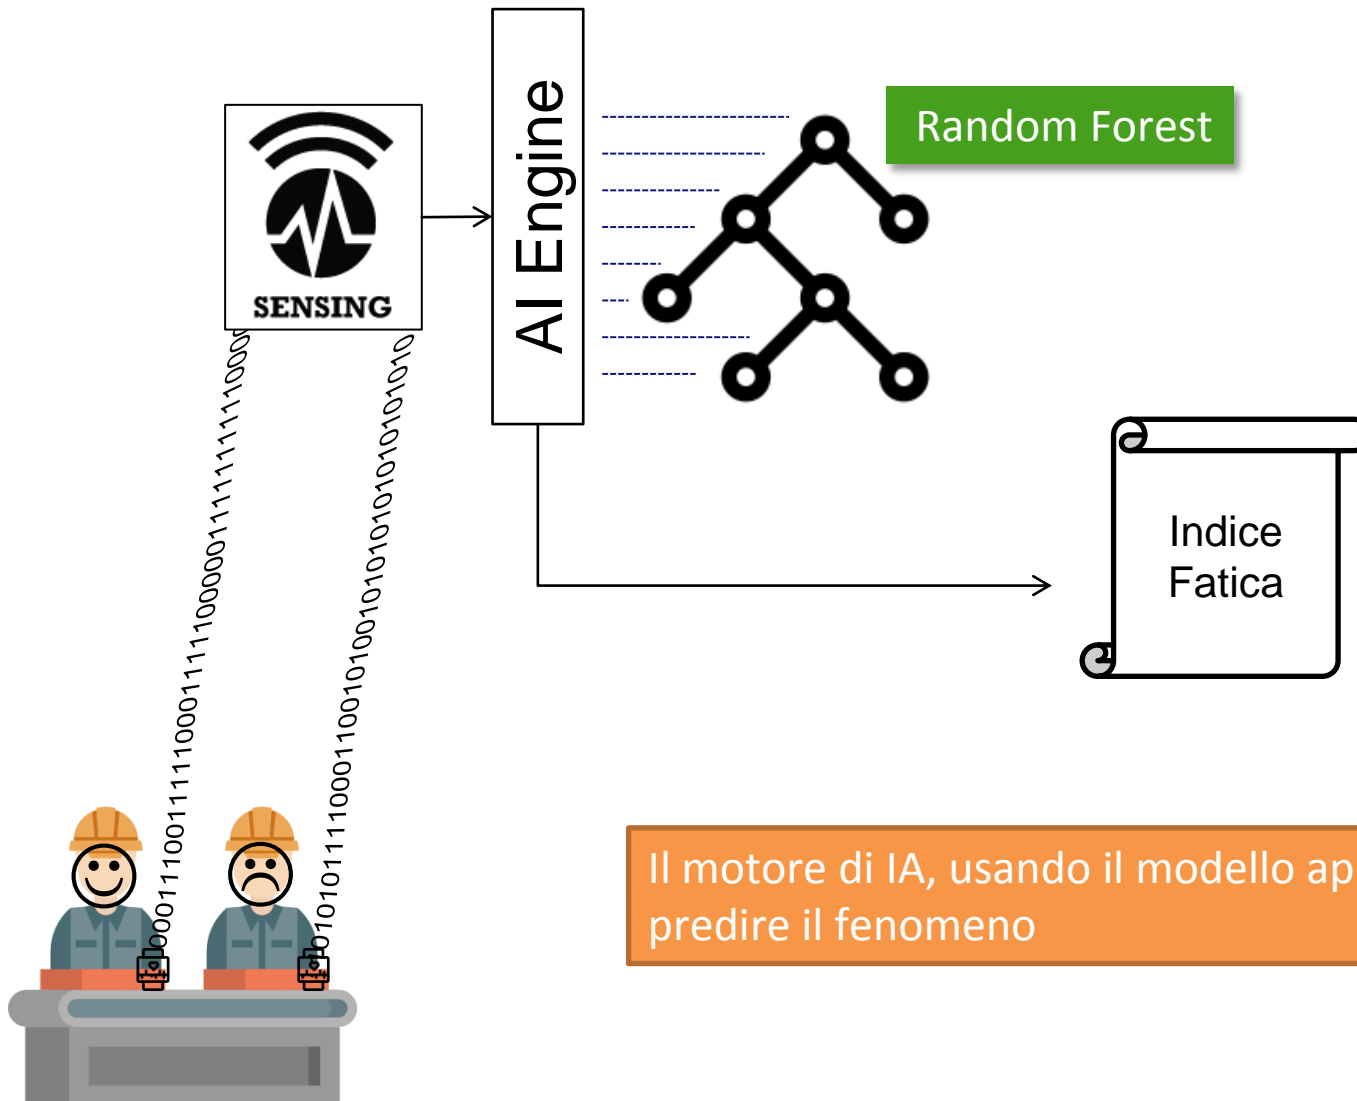 Random Forest
AI Engine
SENSING
Indice
Fatica
Il motore di IA, usando il modello ap
predire il fenomeno